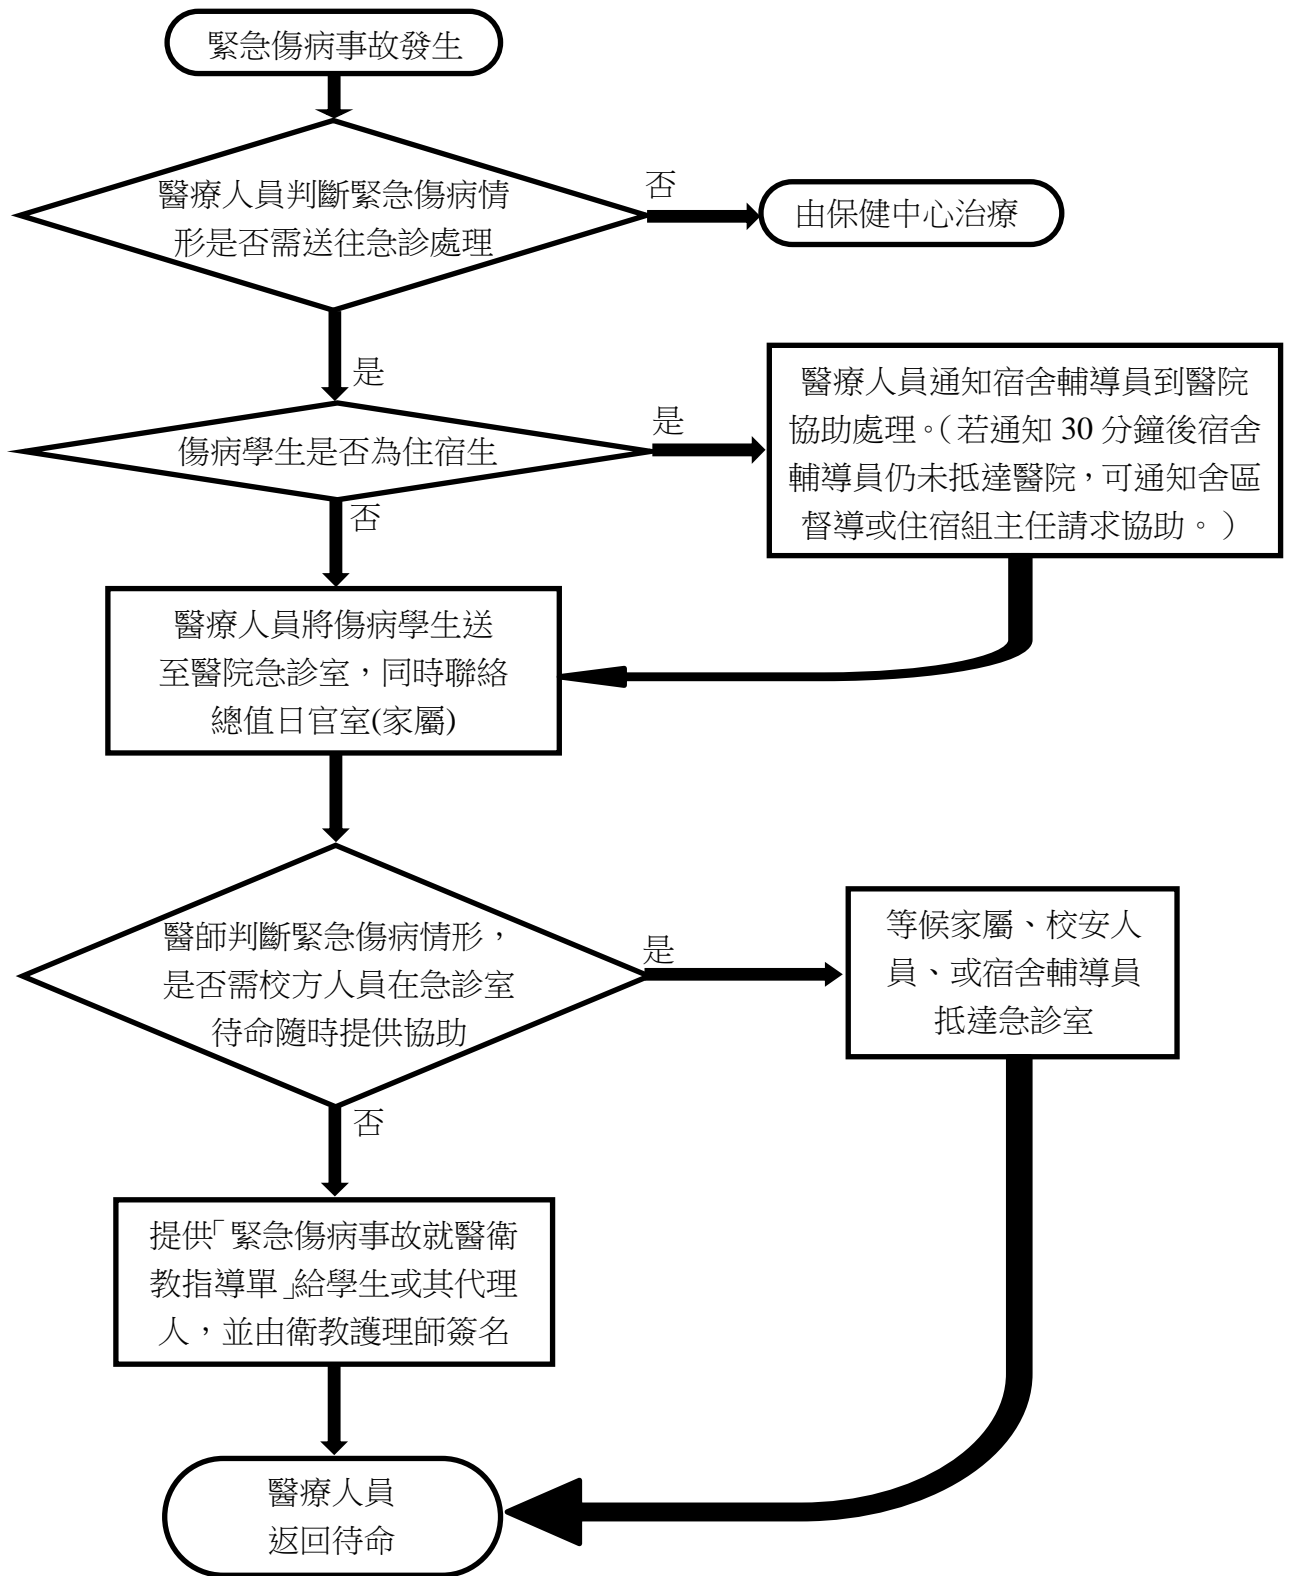 緊急傷病事故發生
醫療人員判斷緊急傷病情
形是否需送往急診處理
否
由保健中心治療
是
傷病學生是否為住宿生
是
醫療人員通知宿舍輔導員到醫院
協助處理。（若通知 30 分鐘後宿舍
輔導員仍未抵達醫院，可通知舍區
督導或住宿組主任請求協助。）
否
醫療人員將傷病學生送
至醫院急診室，同時聯絡
總值日官室(家屬)
醫師判斷緊急傷病情形，
是否需校方人員在急診室
待命隨時提供協助
是
等候家屬、校安人
員、或宿舍輔導員
抵達急診室
否
提供「緊急傷病事故就醫衛
教指導單」給學生或其代理
人，並由衛教護理師簽名
醫療人員
返回待命